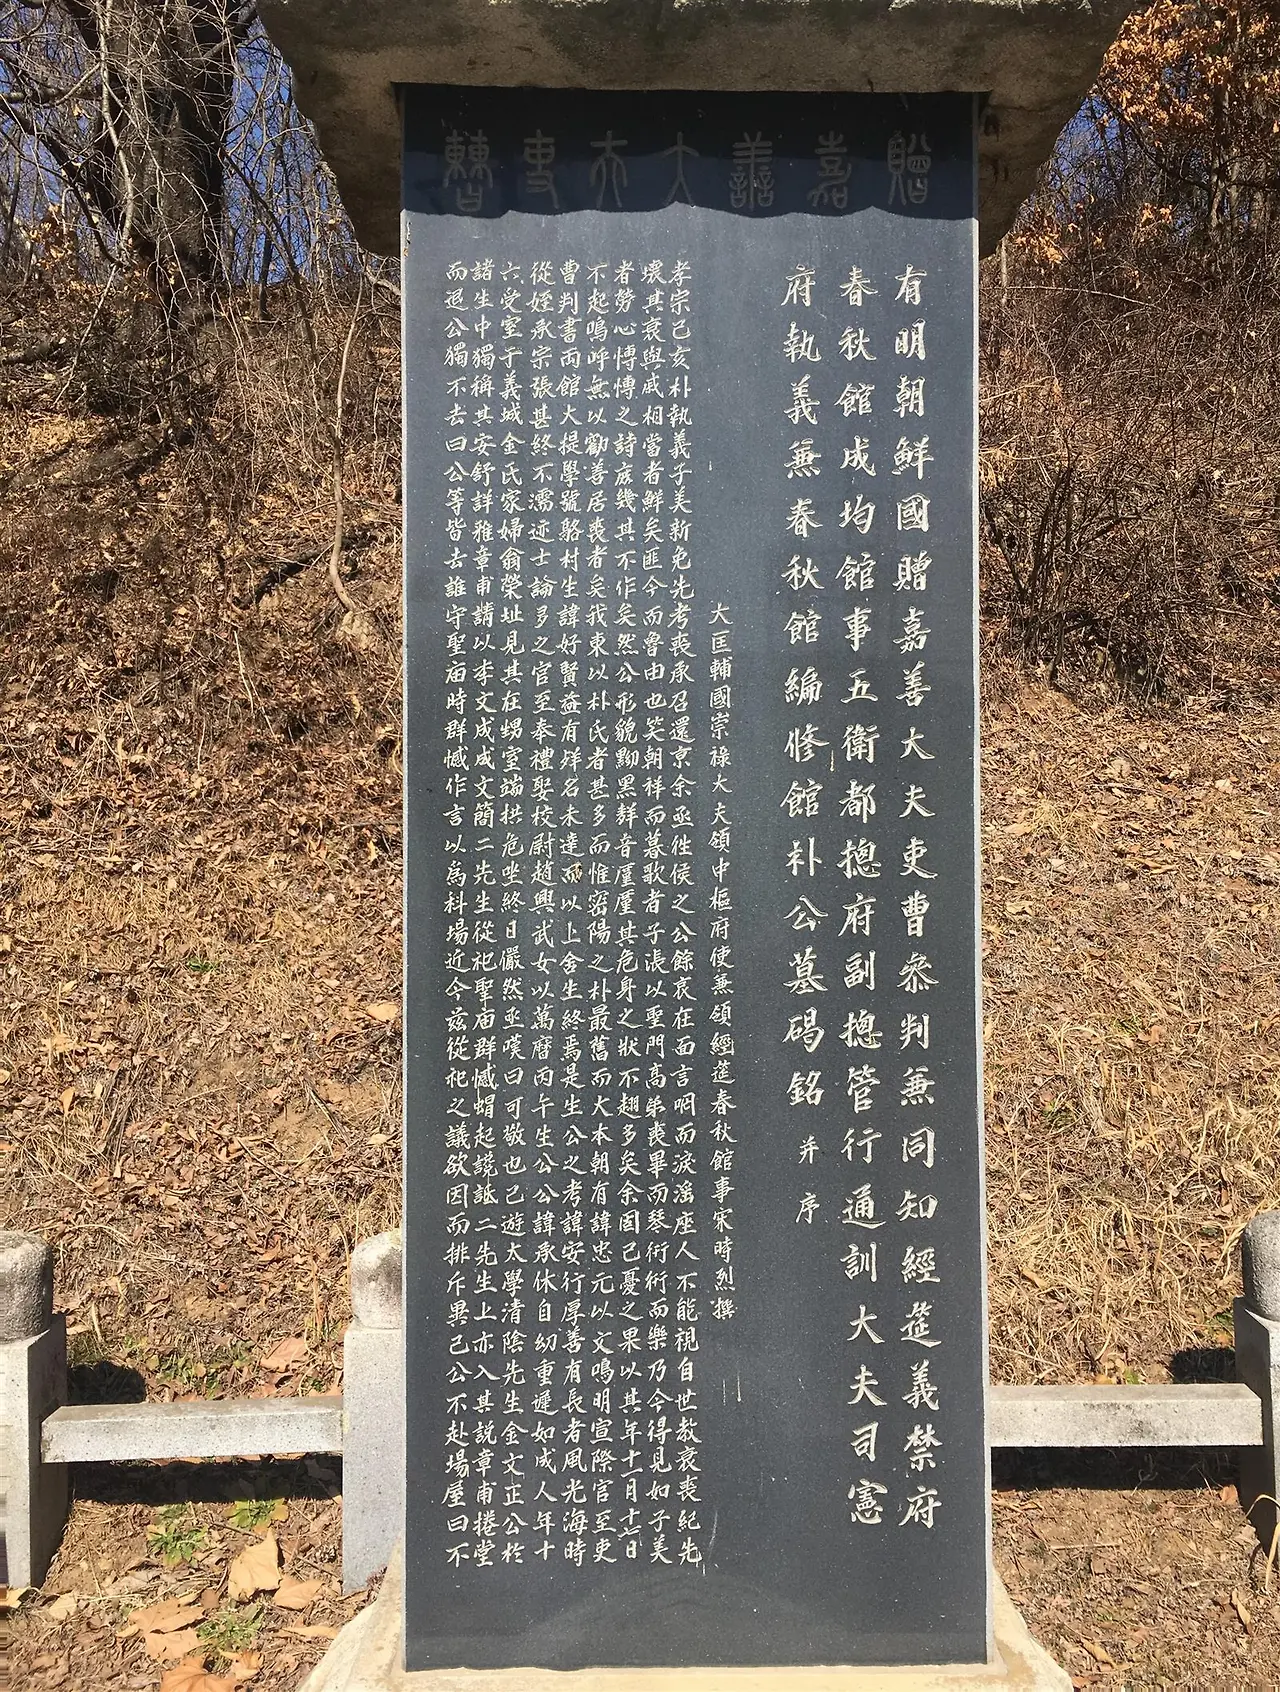 贈嘉善大夫吏曹
有明朝鮮國贈嘉善大夫吏曹參判兼同知經筵義禁府
春秋館成均館事五衛都摠府副摠管行通訓大夫司憲
府執義兼春秋館編修館朴公墓碣銘 并序
大匡輔國崇祿大夫領中樞府使兼領經筵春秋館事宋時烈撰
孝宗己亥朴執義子美新免先考喪承召還京余亟徃侯之公餘哀在面言咽而淚滛座人不能視自世教衰喪紀先
壞其哀與戚相當者鮮矣匪今而魯由也笑朝祥而暮歌者子張以聖門高弟喪畢而琴衎衎而樂乃今得見如子美
者勞心慱慱之詩庶幾其不作矣然公形貌黝黑群音廑廑其危身之狀不翅多矣余固已憂之果以其年十一月十七日
不起嗚呼無以勸善居喪者矣我東以朴氏者甚多而惟密陽之朴最舊而大本朝有諱忠元以文鳴明宣際官至吏
曹判書兩館大提學號駱村生諱好賢益有烊名未達而以上舍生終焉是生公之考諱安行厚善有長者風光海時
從姪承宗張甚終不濡迹士論多之官至奉禮娶校尉趙興武女以萬曆丙午生公公諱承休自幼重遲如成人年十
六受室于義城金氏家婦翁榮址見其在甥室端拱危坐終日儼然亟嘆曰可敬也已遊太學清陰先生金文正公於
諸生中獨稱其安舒詳雅章甫請以李文成成文簡二先生從祀聖庙群憾蝟起謊詆二先生上亦入其説章甫捲堂
而退公獨不去曰公等皆去誰守聖庙時群憾作言以爲科場近今兹從祀之議欲因而排斥異己公不赴場屋曰不